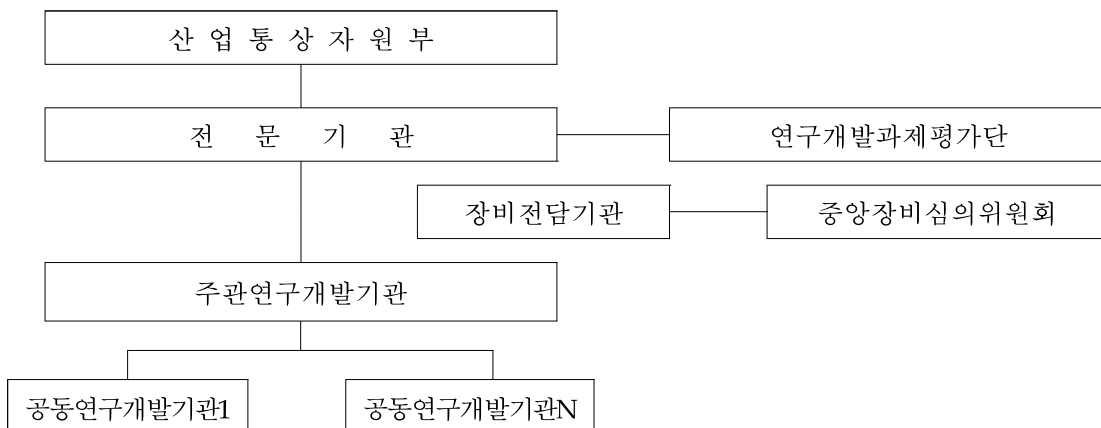 산 업 통 상 자 원 부
전 문 기 관
연구개발과제평가단
장비전담기관
중앙장비심의위원회
주관연구개발기관
공동연구개발기관1
공동연구개발기관N